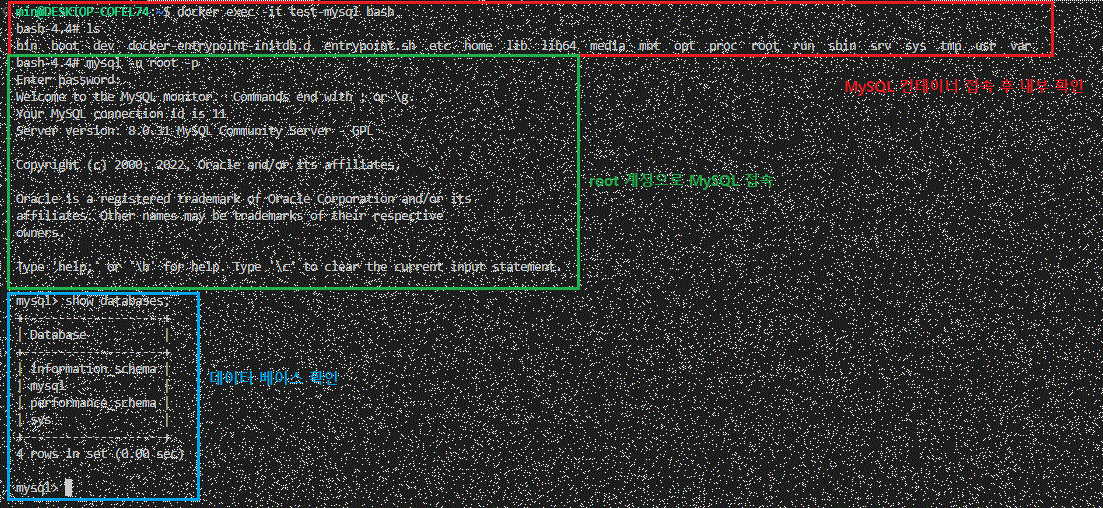 $ docker exec -it test-mysql bash
bash-4.4# ls
bin boot dev docker-entrypoint-initdb.d entrypoint.sh etc home lib lib64 media mnt opt proc root run sbin srv sys tmp usr var
bash-4.4# mysql -u root -p
MySQL 컨테이너 접속 후 내부 확인
Enter password:
Welcome to the MySQL monitor. Commands end with ; or \g.
Your MySQL connection id is 11
Server version: 8.0.31 MySQL Community Server - GPL
Copyright (c) 2000, 2022, Oracle and/or its affiliates.
root 계정으로 MySQL 접속
Oracle is a registered trademark of Oracle Corporation and/or its
affiliates. Other names may be trademarks of their respective
owners.
Type 'help;' or '\h' for help. Type '\c' to clear the current input statement.
mysql> show databases;
+--------------------+
| Database           |
+--------------------+
| information_schema |
| mysql              |
데이터 베이스 확인
| performance_schema |
| sys                |
+--------------------+
4 rows in set (0.00 sec)
mysql>